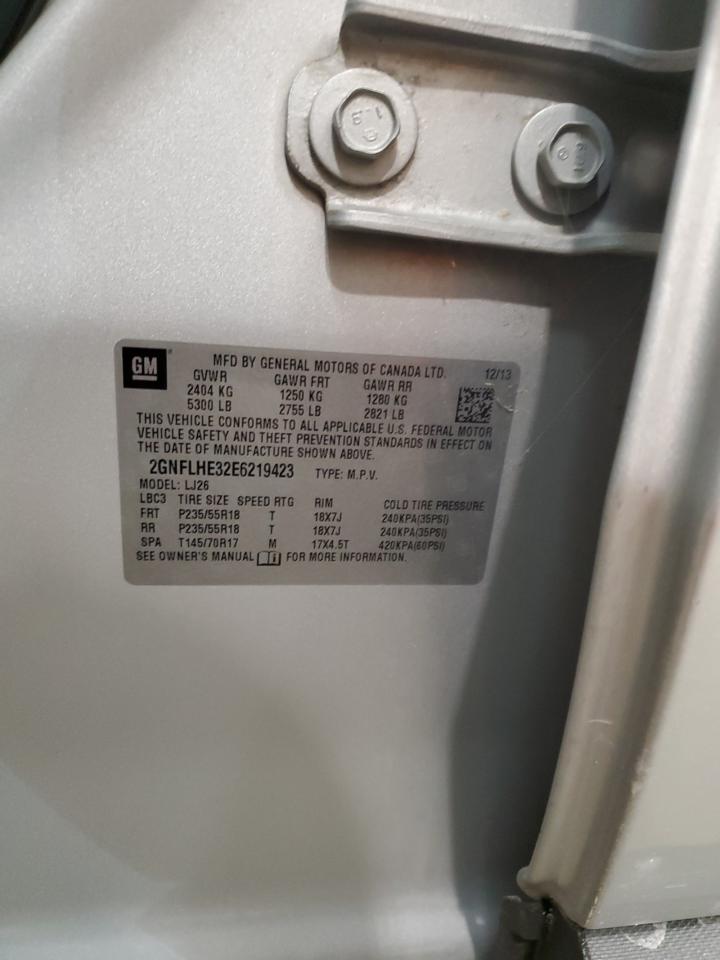 GM
MFD BY GENERAL MOTORS OF CANADA LTD. 12/13
GVWR GAWR FRT GAWR RR
2404 KG 1250 KG 1280 KG
5300 LB 2755 LB 2821 LB
THIS VEHICLE CONFORMS TO ALL APPLICABLE U.S. FEDERAL MOTOR
VEHICLE SAFETY AND THEFT PREVENTION STANDARDS IN EFFECT ON
THE DATE OF MANUFACTURE SHOWN ABOVE.
2GNFLHE32E6219423 TYPE: M.P.V.
MODEL: LJ26
LBC3 TIRE SIZE SPEED RTG RIM COLD TIRE PRESSURE
FRT P235/55R18 T 18X7J 240KPA(35PSI)
RR P235/55R18 T 18X7J 240KPA(35PSI)
SPA T145/70R17 M 17X4.5T 420KPA(60PSI)
SEE OWNER'S MANUAL FOR MORE INFORMATION.